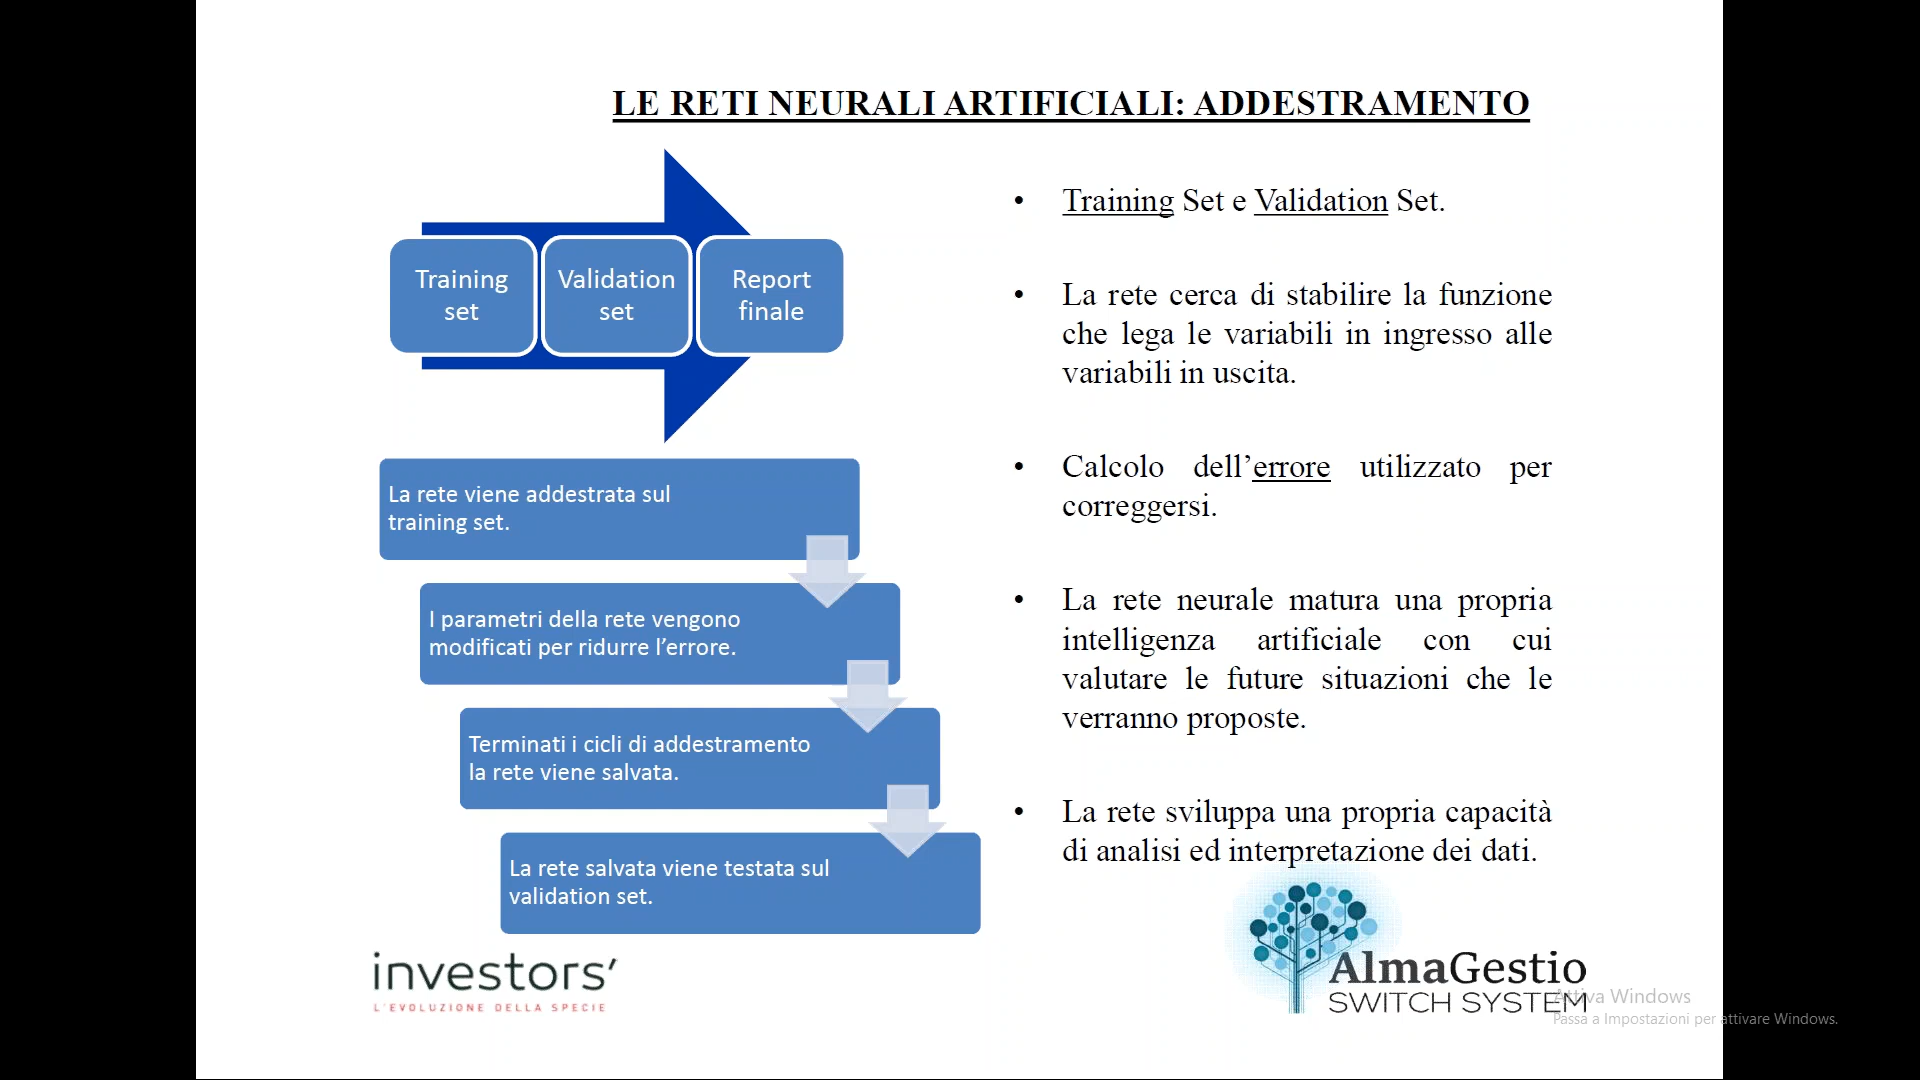 LE RETI NEURALI ARTIFICIALI: ADDESTRAMENTO
Training
set
Validation
set
Report
finale
La rete viene addestrata sul
training set.
I parametri della rete vengono
modificati per ridurre l’errore.
Terminati i cicli di addestramento
la rete viene salvata.
La rete salvata viene testata sul
validation set.
• Training Set e Validation Set.
• La rete cerca di stabilire la funzione
che lega le variabili in ingresso alle
variabili in uscita.
• Calcolo dell’errore utilizzato per
correggersi.
• La rete neurale matura una propria
intelligenza artificiale con cui
valutare le future situazioni che le
verranno proposte.
• La rete sviluppa una propria capacità
di analisi ed interpretazione dei dati.
investors’
L'EVOLUZIONE DELLA SPECIE
AlmaGestio
SWITCH SYSTEM
Attiva Windows
Passa a Impostazioni per attivare Windows.